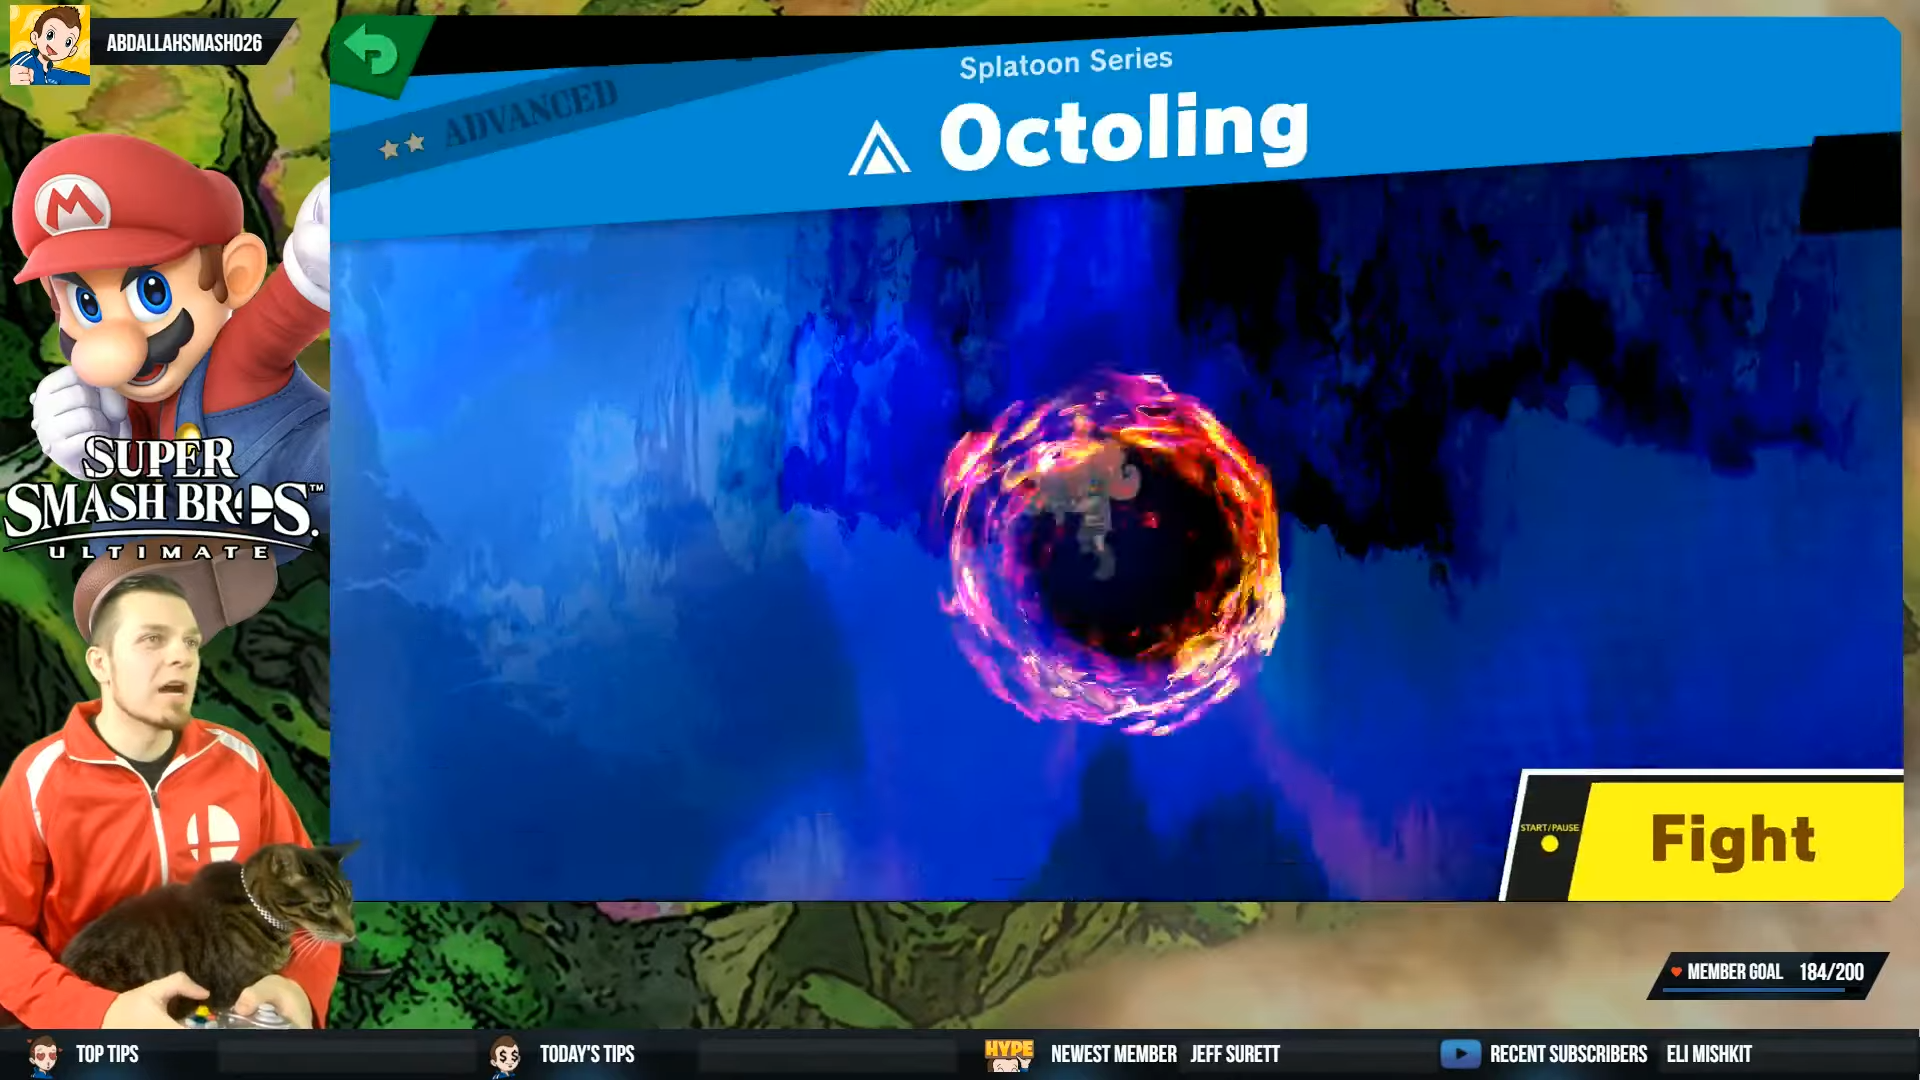 ABDALLAHSMASH026
Splatoon Series
ADVANCED
Octoling
M
SUPER
SMASH BROS.™
ULTIMATE
START/PAUSE
Fight
MEMBER GOAL 184/200
TOP TIPS
TODAY'S TIPS
HYPE
NEWEST MEMBER JEFF SURETT
RECENT SUBSCRIBERS ELI MISHKIT